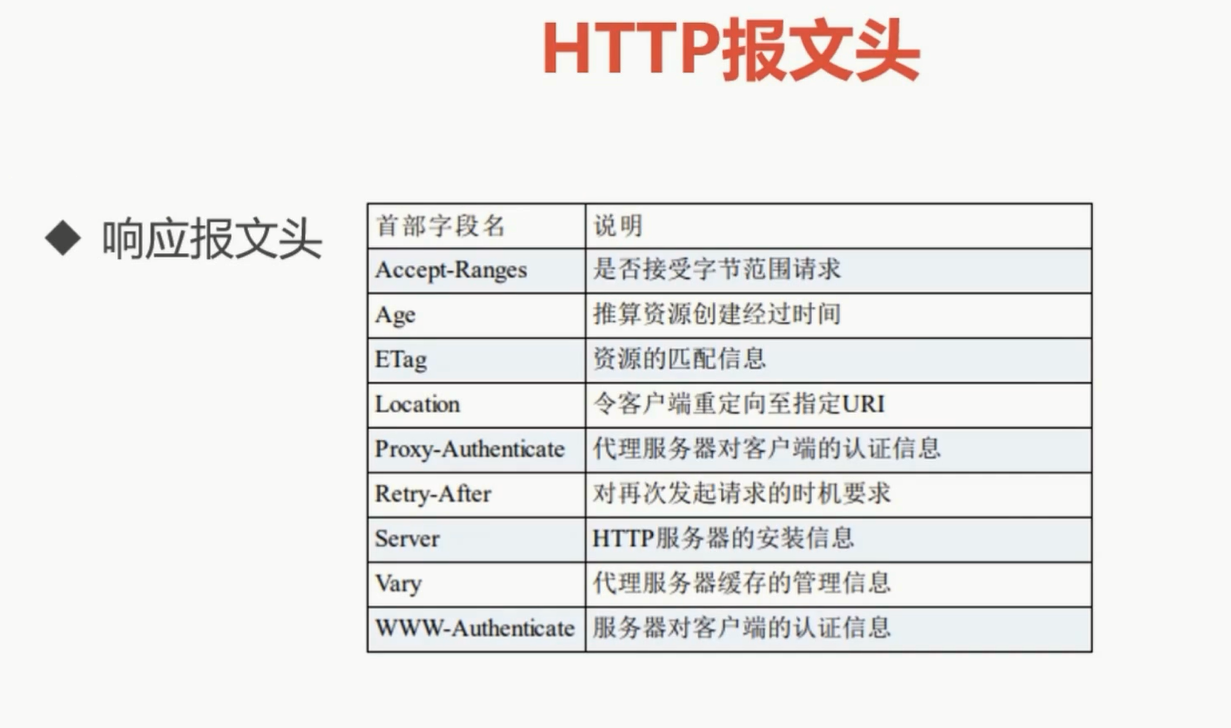 HTTP报文头
◆ 响应报文头
首部字段名 说明
Accept-Ranges 是否接受字节范围请求
Age 推算资源创建经过时间
ETag 资源的匹配信息
Location 令客户端重定向至指定URI
Proxy-Authenticate 代理服务器对客户端的认证信息
Retry-After 对再次发起请求的时机要求
Server HTTP服务器的安装信息
Vary 代理服务器缓存的管理信息
WWW-Authenticate 服务器对客户端的认证信息